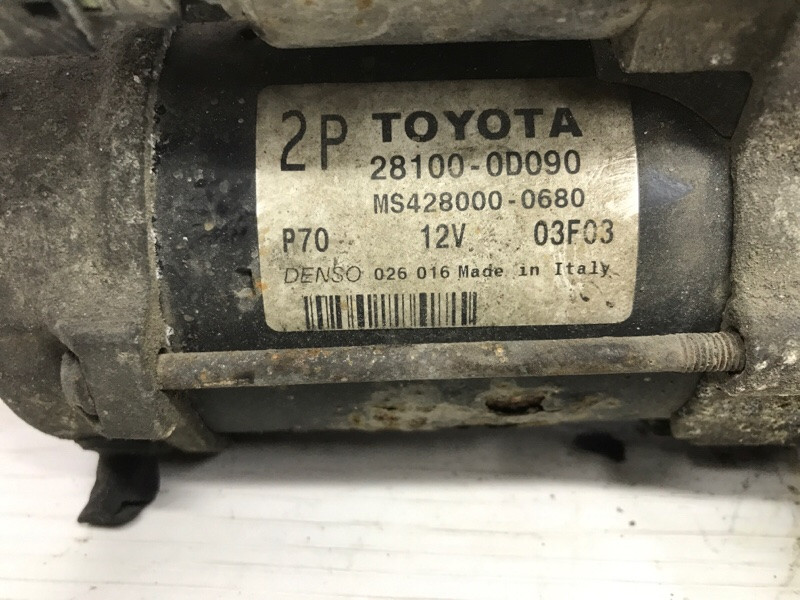 2P TOYOTA
28100-0D090
MS428000-0680
P70 12V 03F03
DENSO 026 016 Made in Italy